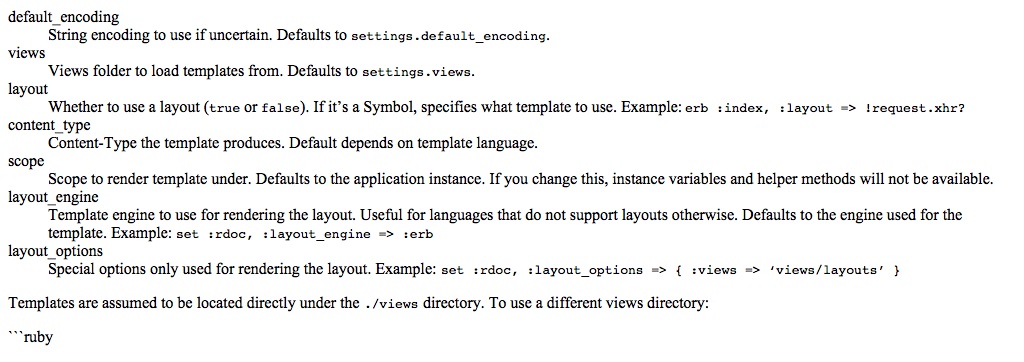 default_encoding
String encoding to use if uncertain. Defaults to settings.default_encoding.
views
Views folder to load templates from. Defaults to settings.views.
layout
Whether to use a layout (true or false). If it’s a Symbol, specifies what template to use. Example: erb :index, :layout => !request.xhr?
content_type
Content-Type the template produces. Default depends on template language.
scope
Scope to render template under. Defaults to the application instance. If you change this, instance variables and helper methods will not be available.
layout_engine
Template engine to use for rendering the layout. Useful for languages that do not support layouts otherwise. Defaults to the engine used for the
template. Example: set :rdoc, :layout_engine => :erb
layout_options
Special options only used for rendering the layout. Example: set :rdoc, :layout_options => { :views => 'views/layouts' }
Templates are assumed to be located directly under the ./views directory. To use a different views directory:
```ruby